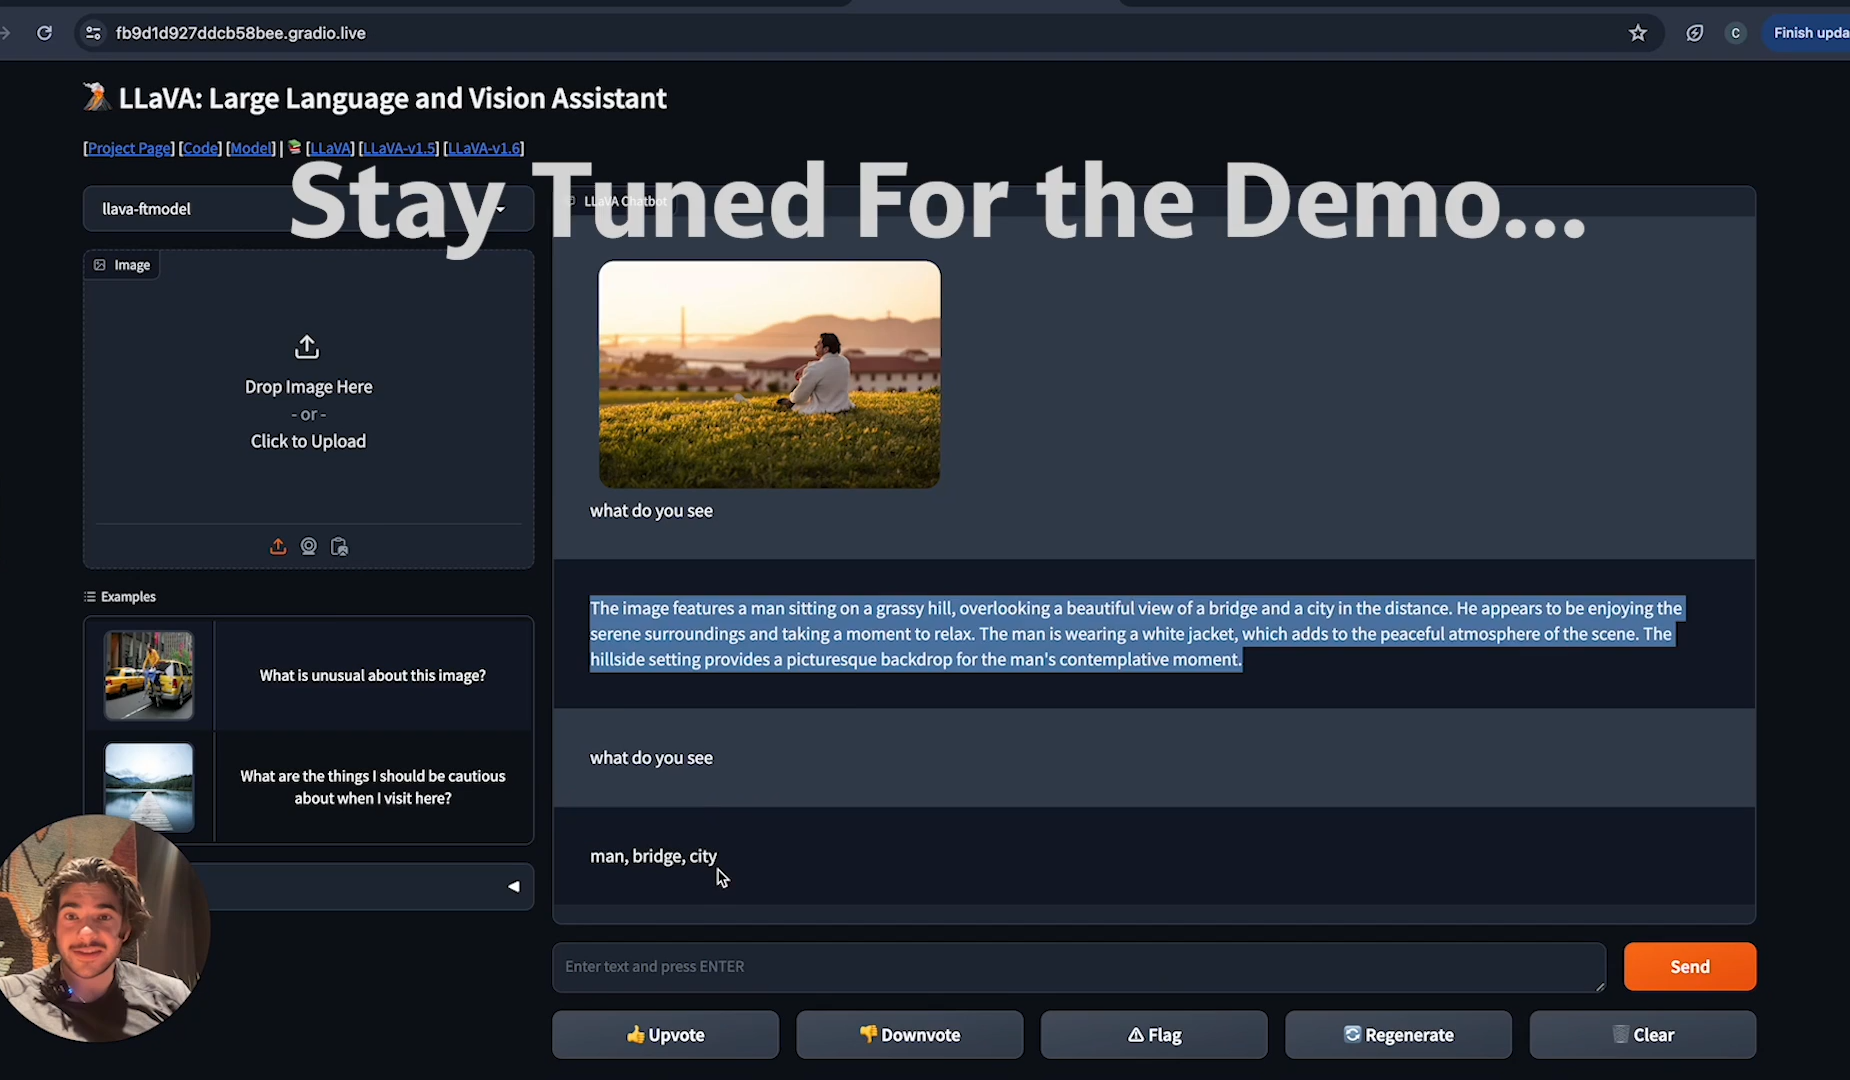 fb9d1d927ddcb58bee.gradio.live
C
Finish upda
LLaVA: Large Language and Vision Assistant
[Project Page] [Code] [Model] | [LLaVA] [LLaVA-v1.5] [LLaVA-v1.6]
Stay Tuned For the Demo...
llava-ftmodel
LLaVA Chatbot
Image
Drop Image Here
- or -
Click to Upload
what do you see
The image features a man sitting on a grassy hill, overlooking a beautiful view of a bridge and a city in the distance. He appears to be enjoying the
serene surroundings and taking a moment to relax. The man is wearing a white jacket, which adds to the peaceful atmosphere of the scene. The
hillside setting provides a picturesque backdrop for the man's contemplative moment.
Examples
What is unusual about this image?
What are the things I should be cautious
about when I visit here?
what do you see
man, bridge, city
Enter text and press ENTER
Send
👍 Upvote
👎 Downvote
⚠ Flag
🔄 Regenerate
🗑 Clear